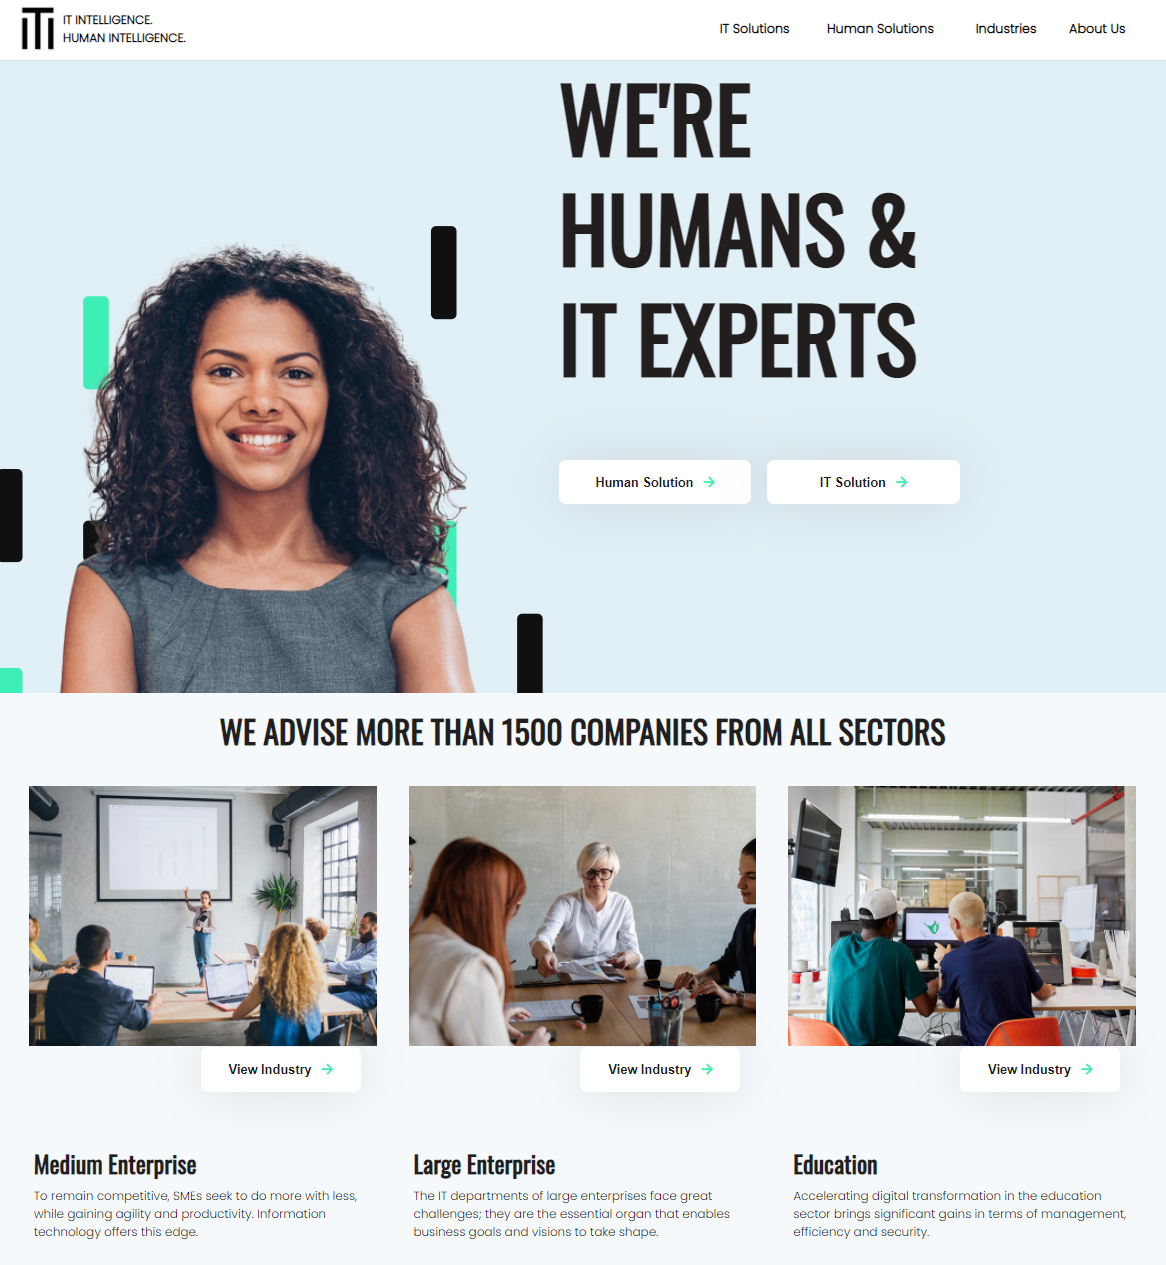 ITI
IT INTELLIGENCE.
HUMAN INTELLIGENCE.
IT Solutions
Human Solutions
Industries
About Us
WE'RE
HUMANS &
IT EXPERTS
Human Solution →
IT Solution →
WE ADVISE MORE THAN 1500 COMPANIES FROM ALL SECTORS
View Industry →
View Industry →
View Industry →
Medium Enterprise
To remain competitive, SMEs seek to do more with less,
while gaining agility and productivity. Information
technology offers this edge.
Large Enterprise
The IT departments of large enterprises face great
challenges; they are the essential organ that enables
business goals and visions to take shape.
Education
Accelerating digital transformation in the education
sector brings significant gains in terms of management,
efficiency and security.